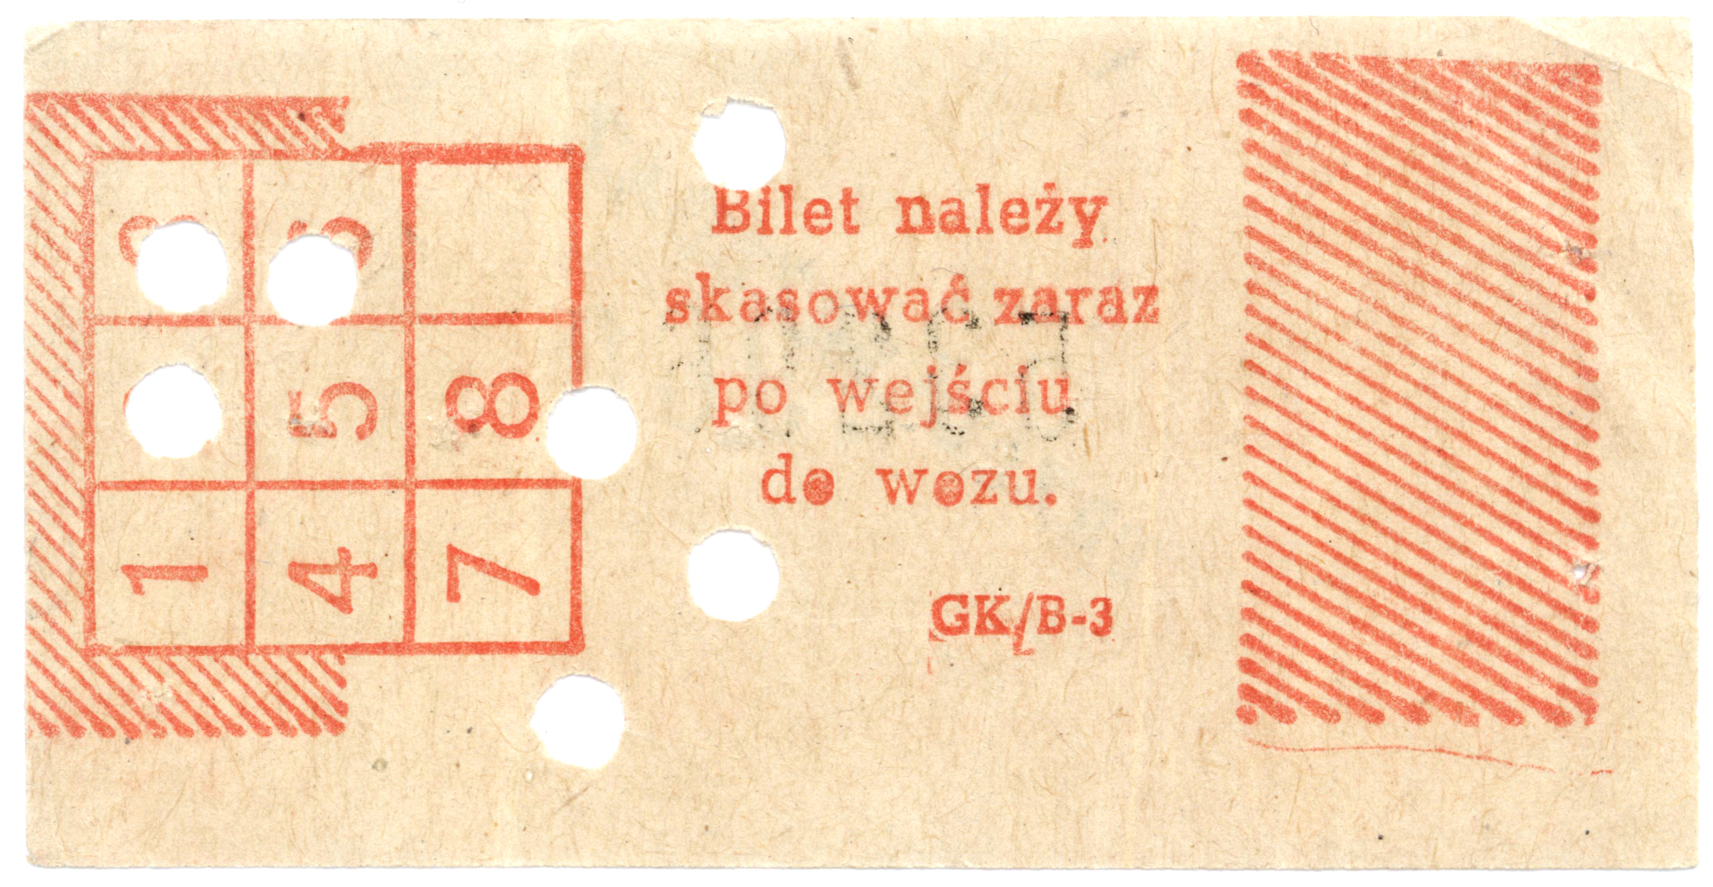 1
4 5
7 8
Bilet należy
skasować zaraz
po wejściu
do wozu.
GK/B-3